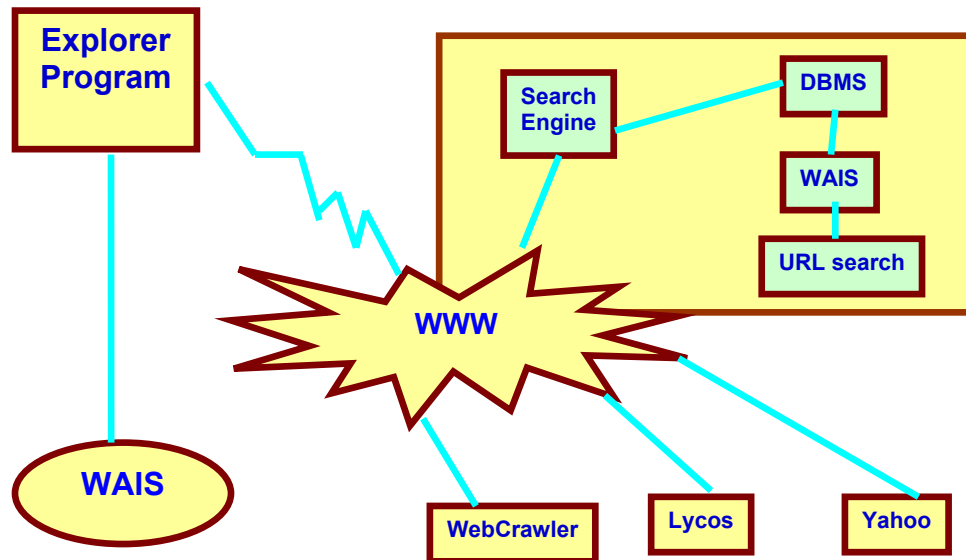 Explorer
Program
Search
Engine
DBMS
WAIS
URL search
WWW
WAIS
WebCrawler
Lycos
Yahoo